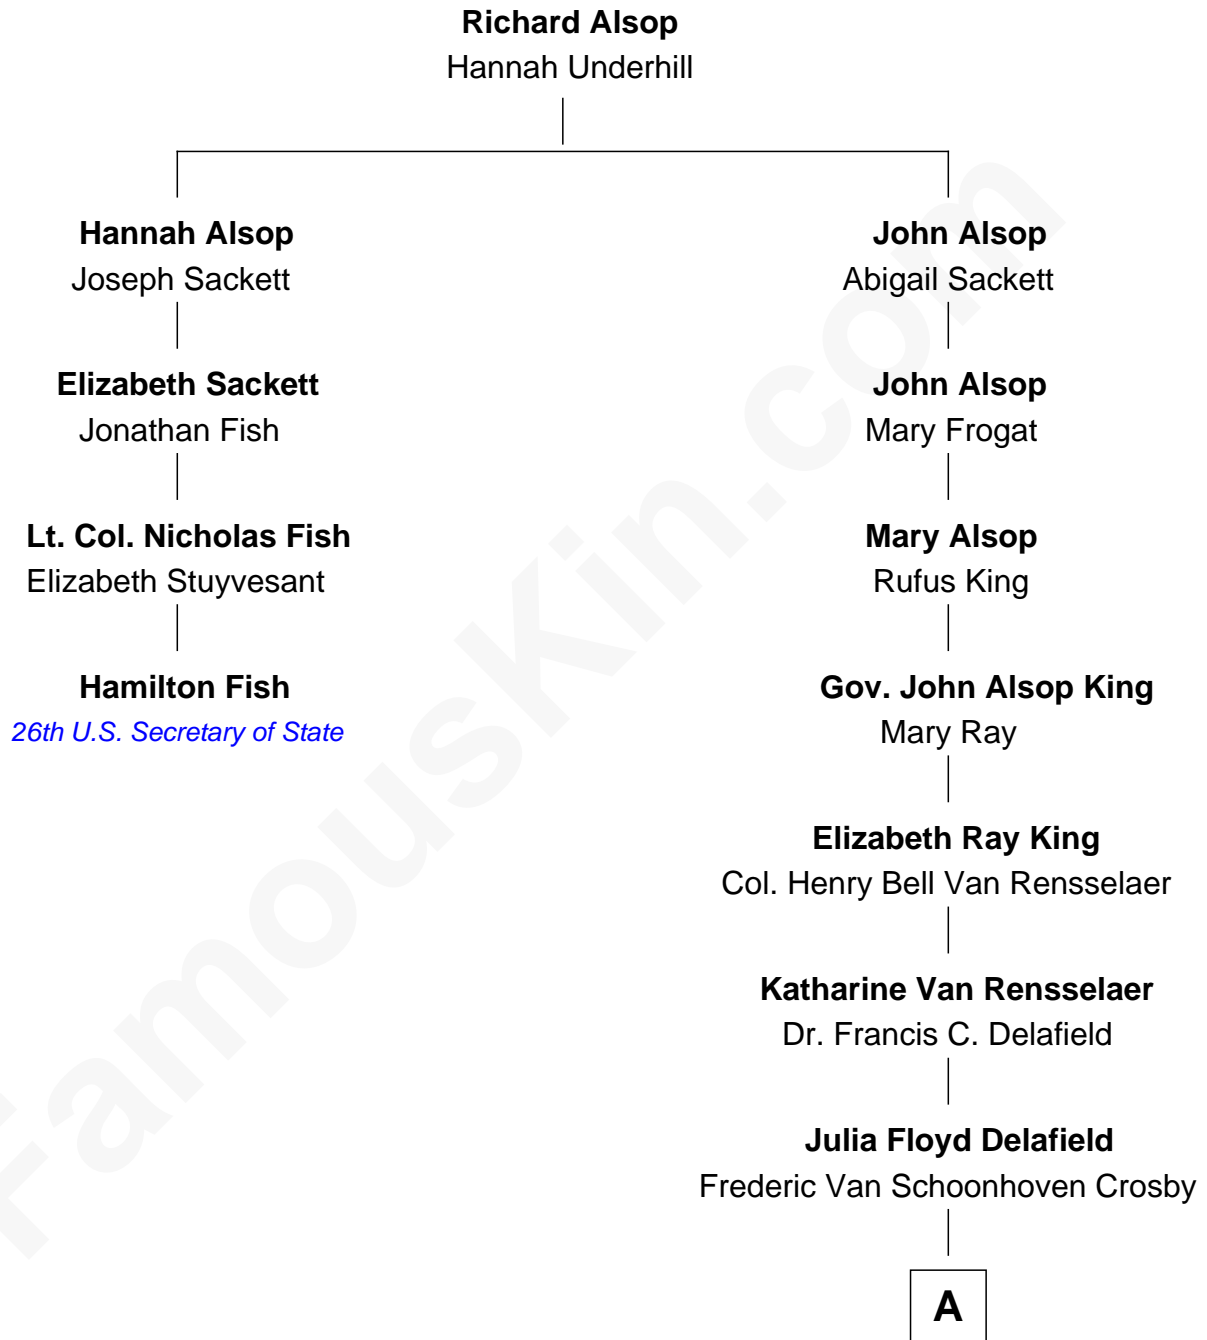 Richard Alsop
Hannah Underhill
Hannah Alsop
Joseph Sackett
John Alsop
Abigail Sackett
Elizabeth Sackett
Jonathan Fish
John Alsop
Mary Frogat
Lt. Col. Nicholas Fish
Elizabeth Stuyvesant
Mary Alsop
Rufus King
Hamilton Fish
26th U.S. Secretary of State
Gov. John Alsop King
Mary Ray
Elizabeth Ray King
Col. Henry Bell Van Rensselaer
Katharine Van Rensselaer
Dr. Francis C. Delafield
Julia Floyd Delafield
Frederic Van Schoonhoven Crosby
A
FamousKin.com